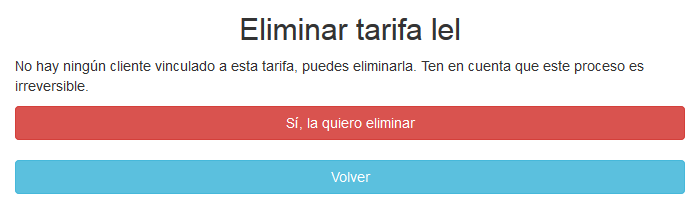 Eliminar tarifa lel
No hay ningún cliente vinculado a esta tarifa, puedes eliminarla. Ten en cuenta que este proceso es
irreversible.
Sí, la quiero eliminar
Volver